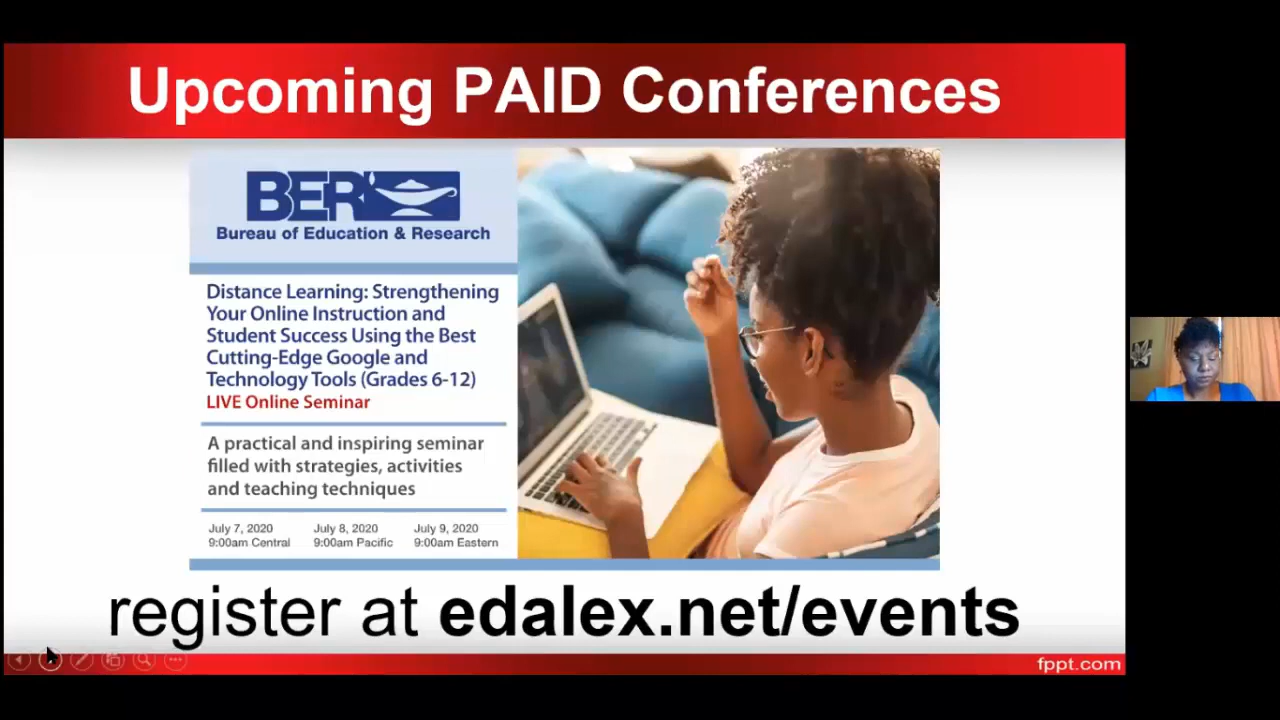 Upcoming PAID Conferences
BER
Bureau of Education & Research
Distance Learning: Strengthening
Your Online Instruction and
Student Success Using the Best
Cutting-Edge Google and
Technology Tools (Grades 6-12)
LIVE Online Seminar
A practical and inspiring seminar
filled with strategies, activities
and teaching techniques
July 7, 2020 July 8, 2020 July 9, 2020
9:00am Central 9:00am Pacific 9:00am Eastern
register at edalex.net/events
fppt.com